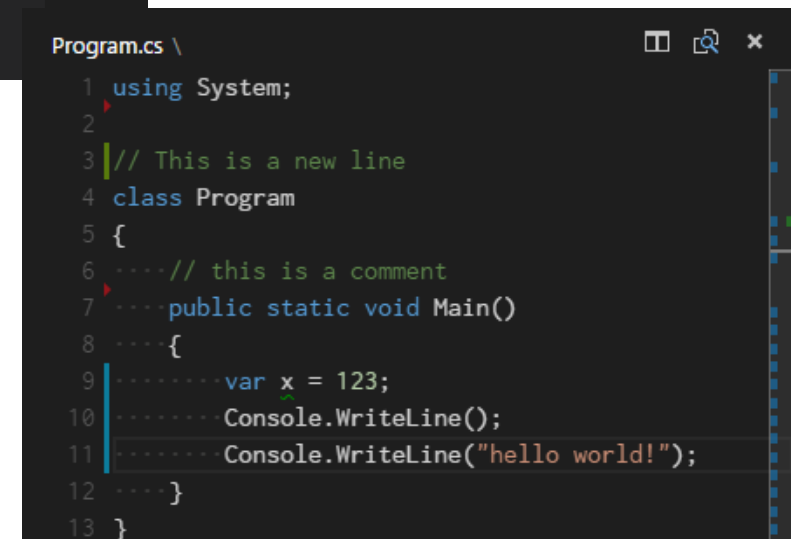 Program.cs \
1 using System;
2
3 // This is a new line
4 class Program
5 {
6 ····// this is a comment
7 ····public static void Main()
8 ····{
9 ········var x = 123;
10 ········Console.WriteLine();
11 ········Console.WriteLine("hello world!");
12 ····}
13 }